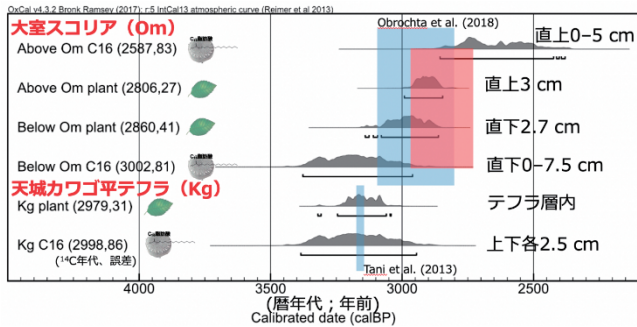 OxCal v4.3.2 Bronk Ramsey (2017); r:5 IntCal13 atmospheric curve (Reimer et al 2013)
大室スコリア（Om）
Obrochta et al. (2018)
Above Om C16 (2587,83)
直上0–5 cm
Above Om plant (2806,27)
直上3 cm
Below Om plant (2860,41)
直下2.7 cm
Below Om C16 (3002,81)
直下0–7.5 cm
天城カワゴ平テフラ（Kg）
Kg plant (2979,31)
テフラ層内
Kg C16 (2998,86)
上下各2.5 cm
(¹⁴C年代、誤差)
Tani et al. (2013)
4000
3500
3000
2500
(暦年代；年前)
Calibrated date (calBP)